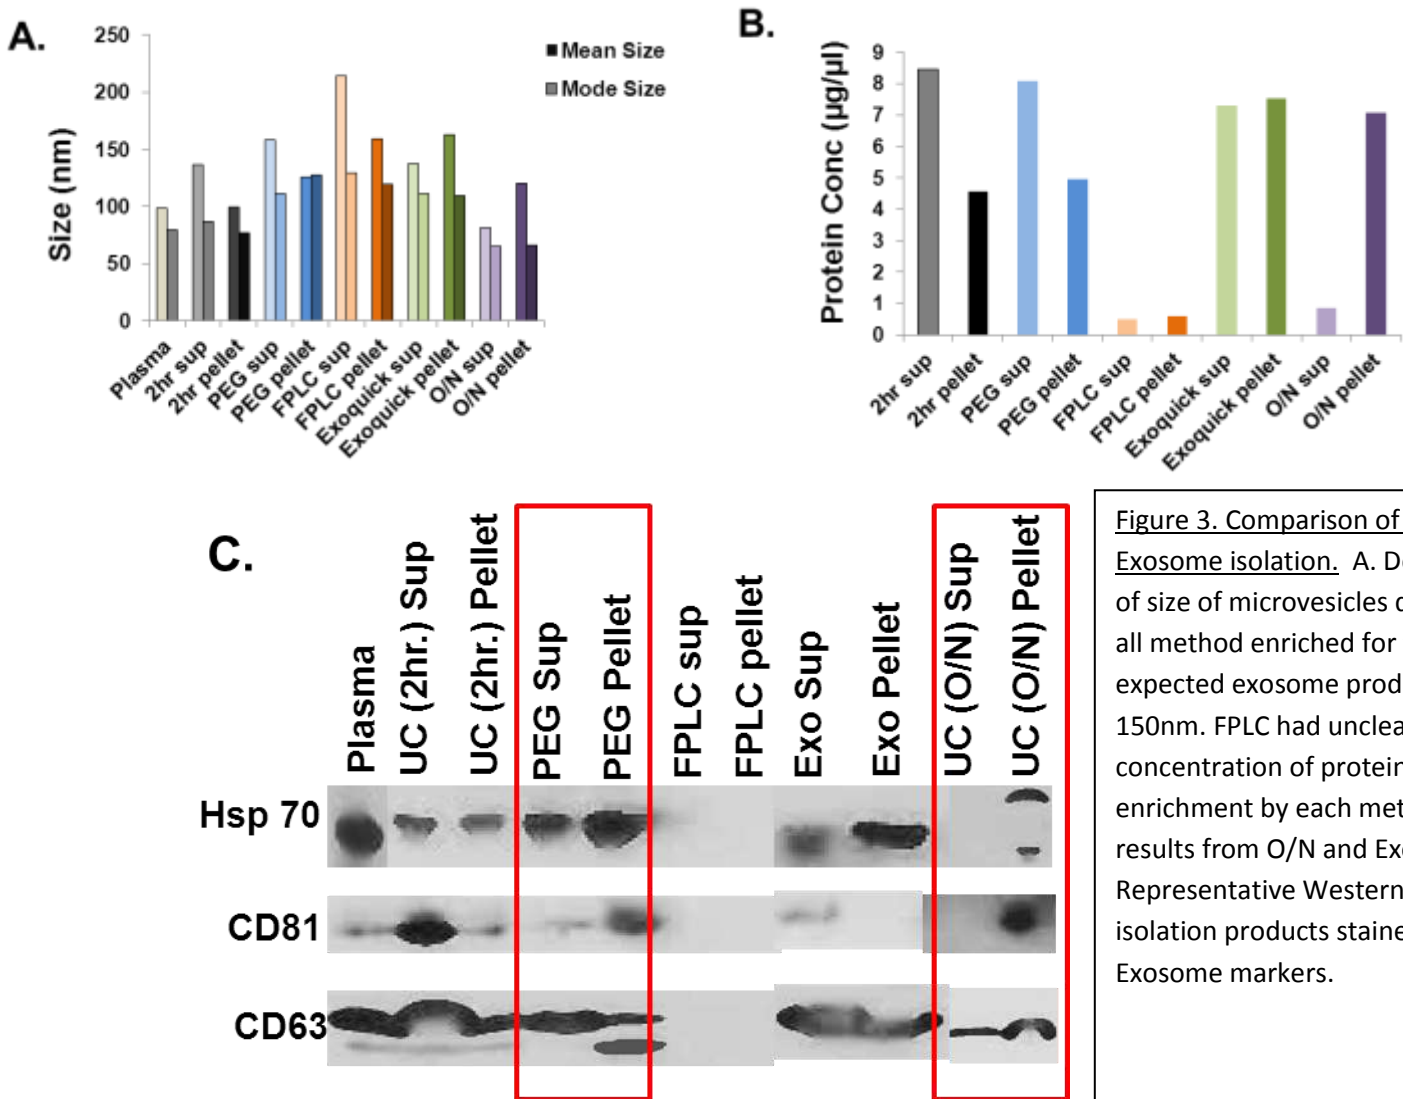 A.
250
200
150
100
50
0
Size (nm)
Mean Size
Mode Size
Plasma
2hr sup
2hr pellet
PEG sup
PEG pellet
FPLC sup
FPLC pellet
Exoquick sup
Exoquick pellet
O/N sup
O/N pellet
B.
9
8
7
6
5
4
3
2
1
0
Protein Conc (µg/µl)
2hr sup
2hr pellet
PEG sup
PEG pellet
FPLC sup
FPLC pellet
Exoquick sup
Exoquick pellet
O/N sup
O/N pellet
C.
Plasma
UC (2hr.) Sup
UC (2hr.) Pellet
PEG Sup
PEG Pellet
FPLC sup
FPLC pellet
Exo Sup
Exo Pellet
UC (O/N) Sup
UC (O/N) Pellet
Hsp 70
CD81
CD63
Figure 3. Comparison of
Exosome isolation. A. D
of size of microvesicles
all method enriched for
expected exosome prod
150nm. FPLC had unclea
concentration of protein
enrichment by each met
results from O/N and Ex
Representative Western
isolation products staine
Exosome markers.